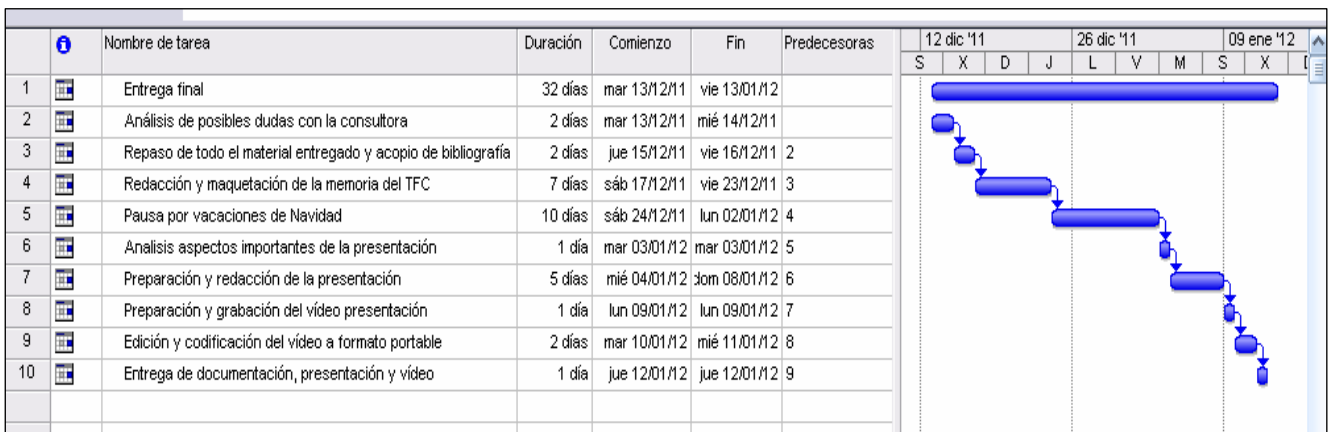 Nombre de tarea Duración Comienzo Fin Predecesoras 12 dic '11 26 dic '11 09 ene '12
S X D J L V M S X
1 Entrega final 32 días mar 13/12/11 vie 13/01/12
2 Análisis de posibles dudas con la consultora 2 días mar 13/12/11 mié 14/12/11
3 Repaso de todo el material entregado y acopio de bibliografía 2 días jue 15/12/11 vie 16/12/11 2
4 Redacción y maquetación de la memoria del TFC 7 días sáb 17/12/11 vie 23/12/11 3
5 Pausa por vacaciones de Navidad 10 días sáb 24/12/11 lun 02/01/12 4
6 Analisis aspectos importantes de la presentación 1 día mar 03/01/12 mar 03/01/12 5
7 Preparación y redacción de la presentación 5 días mié 04/01/12 dom 08/01/12 6
8 Preparación y grabación del vídeo presentación 1 día lun 09/01/12 lun 09/01/12 7
9 Edición y codificación del vídeo a formato portable 2 días mar 10/01/12 mié 11/01/12 8
10 Entrega de documentación, presentación y vídeo 1 día jue 12/01/12 jue 12/01/12 9